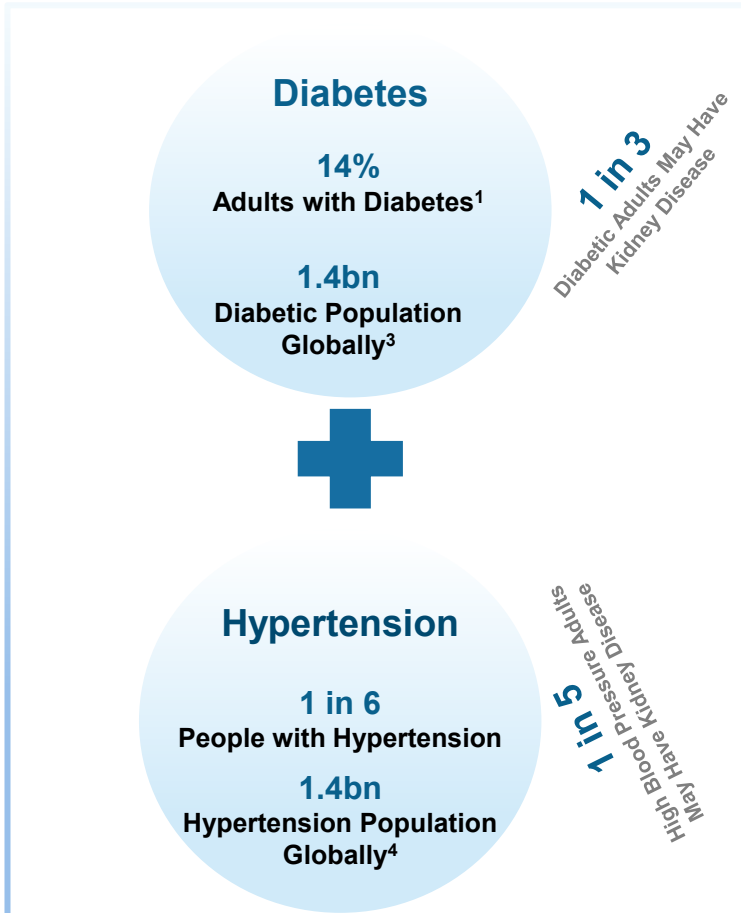 Diabetes
14%
Adults with Diabetes¹
1.4bn
Diabetic Population
Globally³
1 in 3
Diabetic Adults May Have
Kidney Disease
Hypertension
1 in 6
People with Hypertension
1.4bn
Hypertension Population
Globally⁴
1 in 5
High Blood Pressure Adults
May Have Kidney Disease